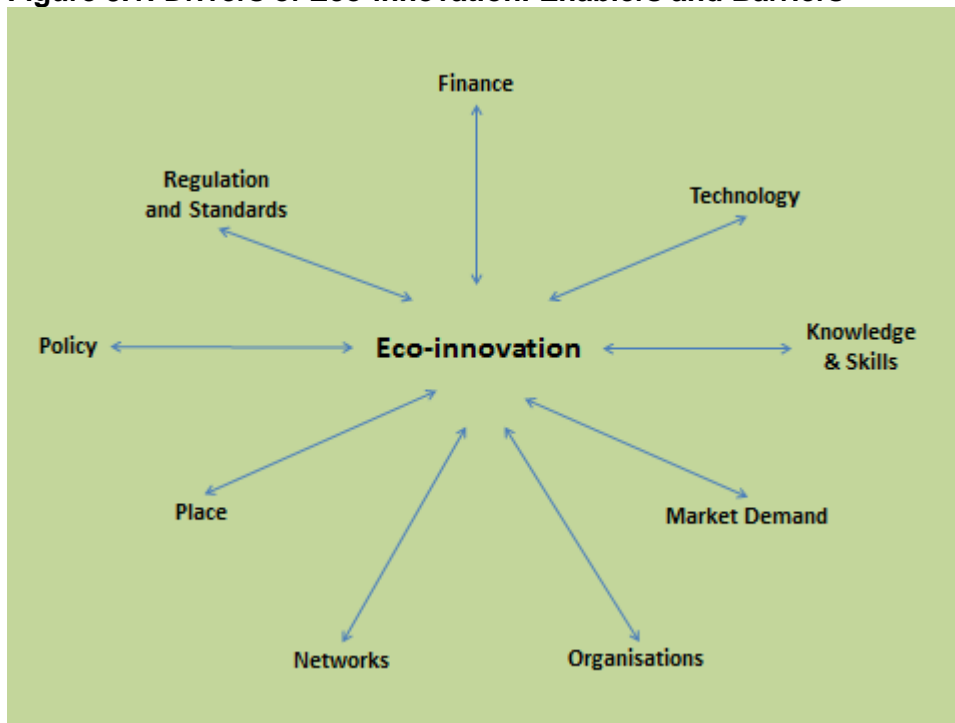 Finance
Regulation
and Standards
Technology
Policy
Eco-innovation
Knowledge
& Skills
Place
Market Demand
Networks
Organisations